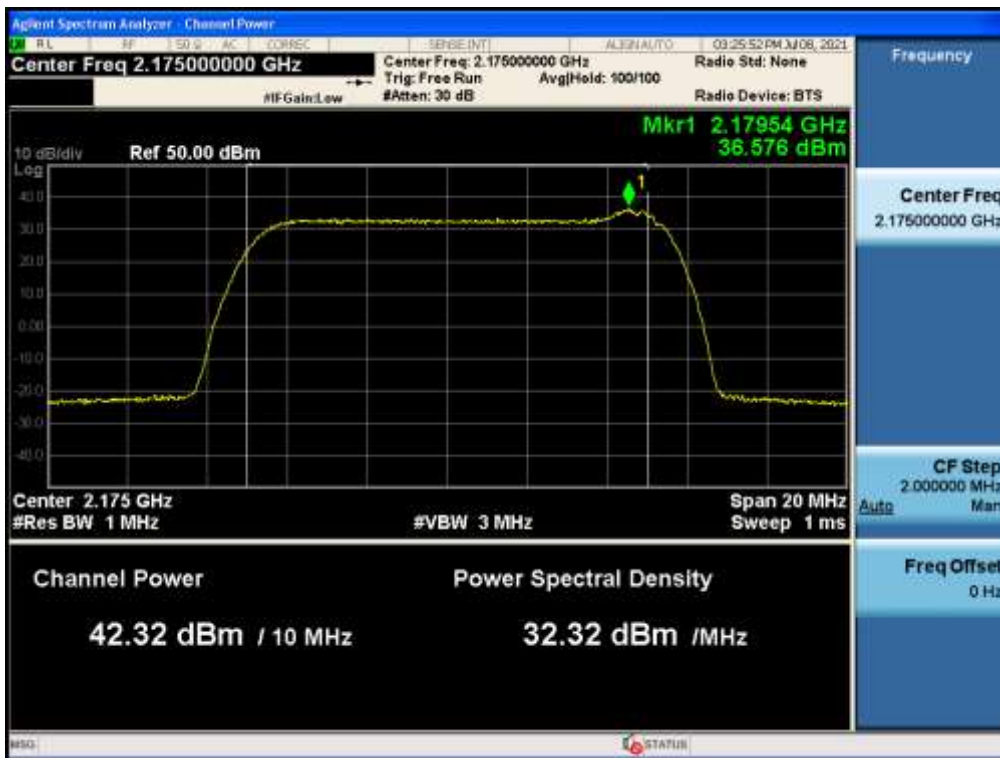 Agilent Spectrum Analyzer - Channel Power
RL RF 50 Ω AC CORREC SENSE:INT ALIGN AUTO 03:25:52 PM Jul 08, 2021
Center Freq 2.175000000 GHz
Center Freq: 2.175000000 GHz
Radio Std: None
Trig: Free Run Avg|Hold: 100/100
#IFGain:Low
#Atten: 30 dB
Radio Device: BTS
Frequency
Mkr1 2.17954 GHz
36.576 dBm
10 dB/div Ref 50.00 dBm
Log
1
40.0
30.0
20.0
10.0
0.00
-10.0
-20.0
-30.0
-40.0
Center Freq
2.175000000 GHz
Center 2.175 GHz
Span 20 MHz
#Res BW 1 MHz
#VBW 3 MHz
Sweep 1 ms
CF Step
2.000000 MHz
Auto Man
Channel Power
Power Spectral Density
42.32 dBm / 10 MHz
32.32 dBm /MHz
Freq Offset
0 Hz
MSG
STATUS